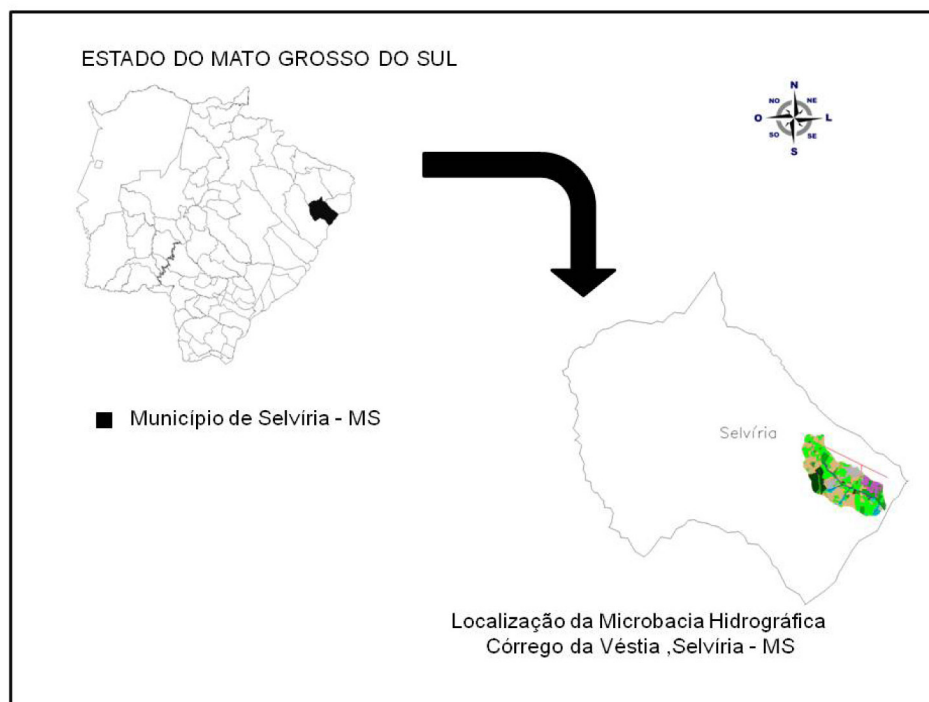 ESTADO DO MATO GROSSO DO SUL
N
NO NE
O L
SO SE
S
Município de Selvíria - MS
Selvíria
Localização da Microbacia Hidrográfica
Córrego da Véstia ,Selvíria - MS